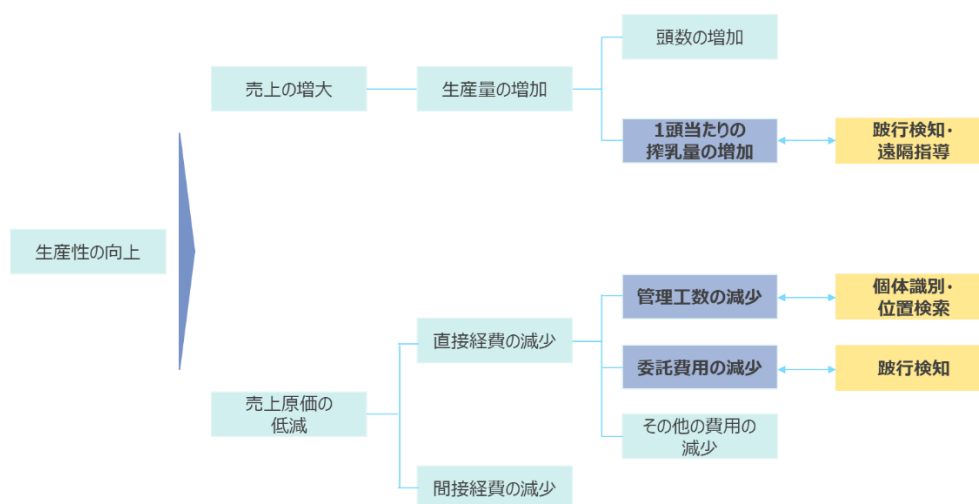 頭数の増加
売上の増大
生産量の増加
1頭当たりの
搾乳量の増加
跛行検知・
遠隔指導
生産性の向上
管理工数の減少
個体識別・
位置検索
直接経費の減少
委託費用の減少
跛行検知
売上原価の
低減
その他の費用の
減少
間接経費の減少